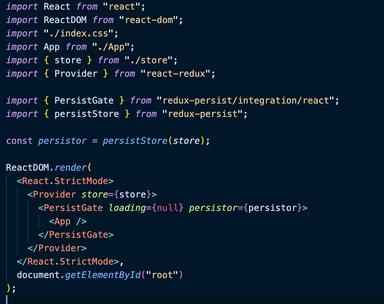 import React from "react";
import ReactDOM from "react-dom";
import "./index.css";
import App from "./App";
import { store } from "./store";
import { Provider } from "react-redux";

import { PersistGate } from "redux-persist/integration/react";
import { persistStore } from "redux-persist";

const persistor = persistStore(store);

ReactDOM.render(
  <React.StrictMode>
    <Provider store={store}>
      <PersistGate loading={null} persistor={persistor}>
        <App />
      </PersistGate>
    </Provider>
  </React.StrictMode>,
  document.getElementById("root")
);